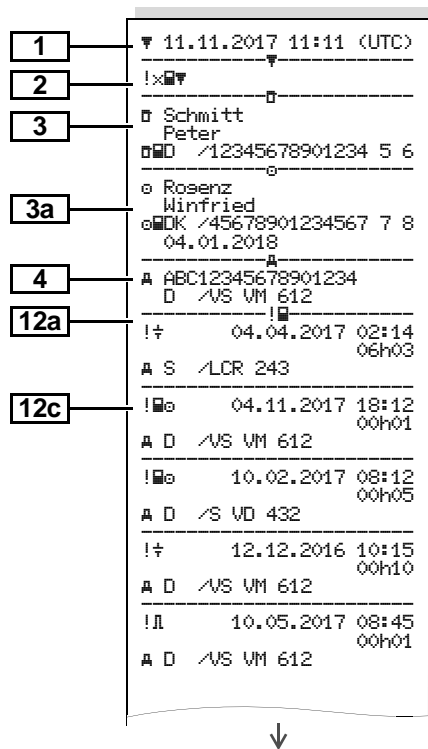 1
▼ 11.11.2017 11:11 (UTC)
2
!x▼
3
Schmitt
Peter
D /12345678901234 5 6
3a
o Rosenz
Winfried
DK /45678901234567 7 8
04.01.2018
4
A ABC12345678901234
D /VS VM 612
12a
!
!÷ 04.04.2017 02:14
06h03
A S /LCR 243
12c
! 04.11.2017 18:12
00h01
A D /VS VM 612
! 10.02.2017 08:12
00h05
A D /S VD 432
!÷ 12.12.2016 10:15
00h10
A D /VS VM 612
!Л 10.05.2017 08:45
00h01
A D /VS VM 612